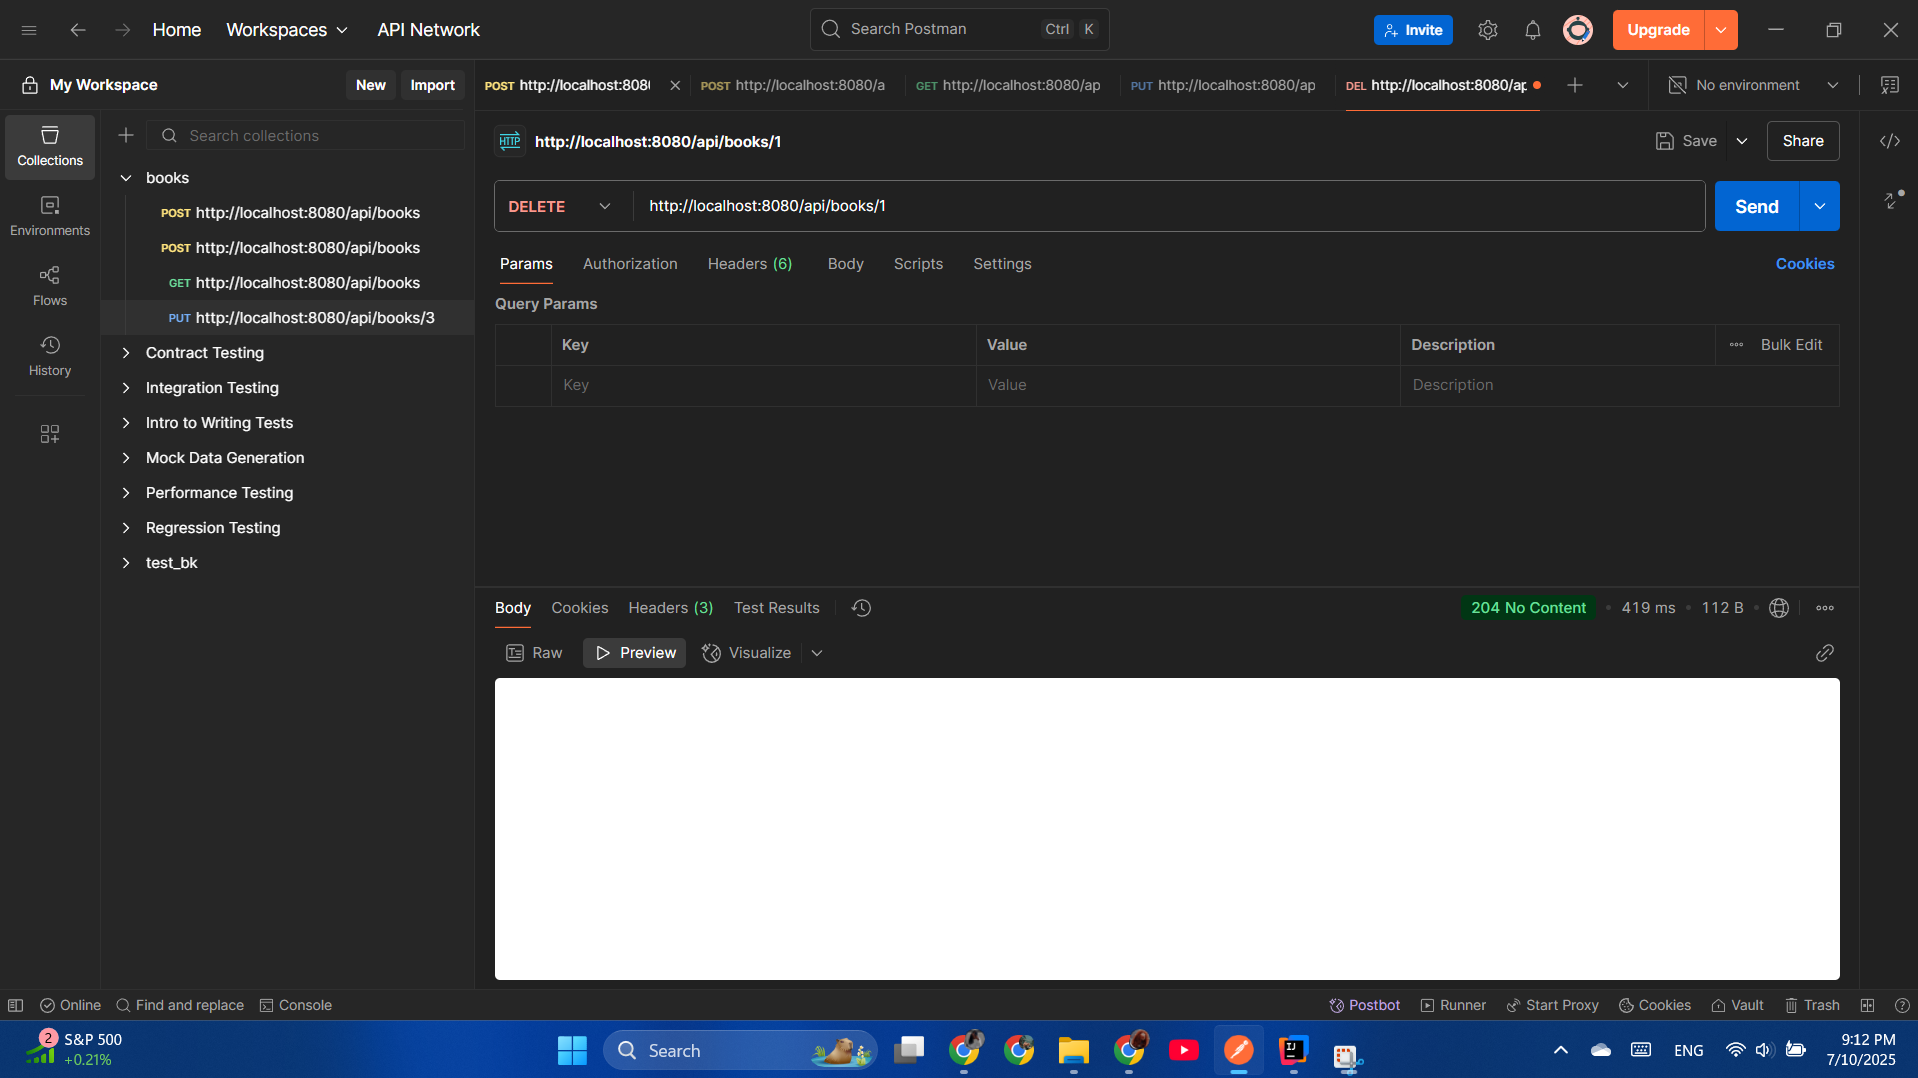 Home Workspaces API Network Search Postman Ctrl K Invite Upgrade
My Workspace New Import
POST http://localhost:808 POST http://localhost:8080/a GET http://localhost:8080/ap PUT http://localhost:8080/ap DEL http://localhost:8080/ap No environment
Collections
Environments
Flows
History
Search collections
books
POST http://localhost:8080/api/books
POST http://localhost:8080/api/books
GET http://localhost:8080/api/books
PUT http://localhost:8080/api/books/3
Contract Testing
Integration Testing
Intro to Writing Tests
Mock Data Generation
Performance Testing
Regression Testing
test_bk
HTTP http://localhost:8080/api/books/1 Save Share
DELETE http://localhost:8080/api/books/1 Send
Params Authorization Headers (6) Body Scripts Settings Cookies
Query Params
Key Value Description Bulk Edit
Key Value Description
Body Cookies Headers (3) Test Results 204 No Content 419 ms 112 B
Raw Preview Visualize
Online Find and replace Console Postbot Runner Start Proxy Cookies Vault Trash
2 S&P 500
+0.21%
Search
ENG
9:12 PM
7/10/2025